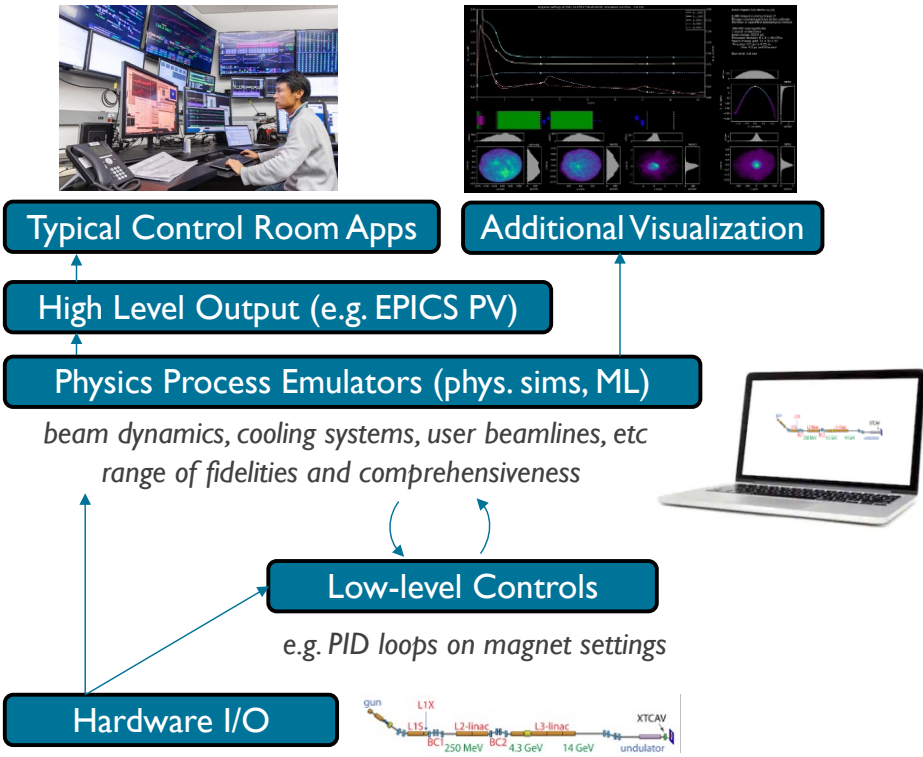 Typical Control Room Apps
Additional Visualization
High Level Output (e.g. EPICS PV)
Physics Process Emulators (phys. sims, ML)
beam dynamics, cooling systems, user beamlines, etc
range of fidelities and comprehensiveness
Low-level Controls
e.g. PID loops on magnet settings
Hardware I/O
gun
L1X
L1S
L2-linac
L3-linac
XTCAV
BC1
BC2
250 MeV
4.3 GeV
14 GeV
undulator